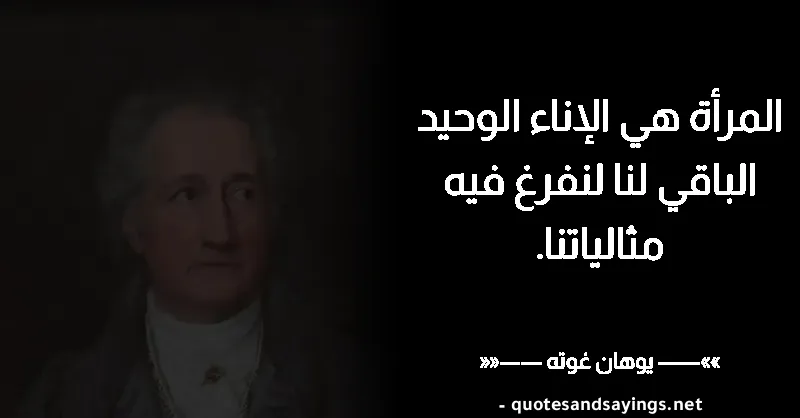 المرأة هي الإناء الوحيد
الباقي لنا لنفرغ فيه
مثالياتنا.
»»—— يوهان غوته ——««
- quotesandsayings.net